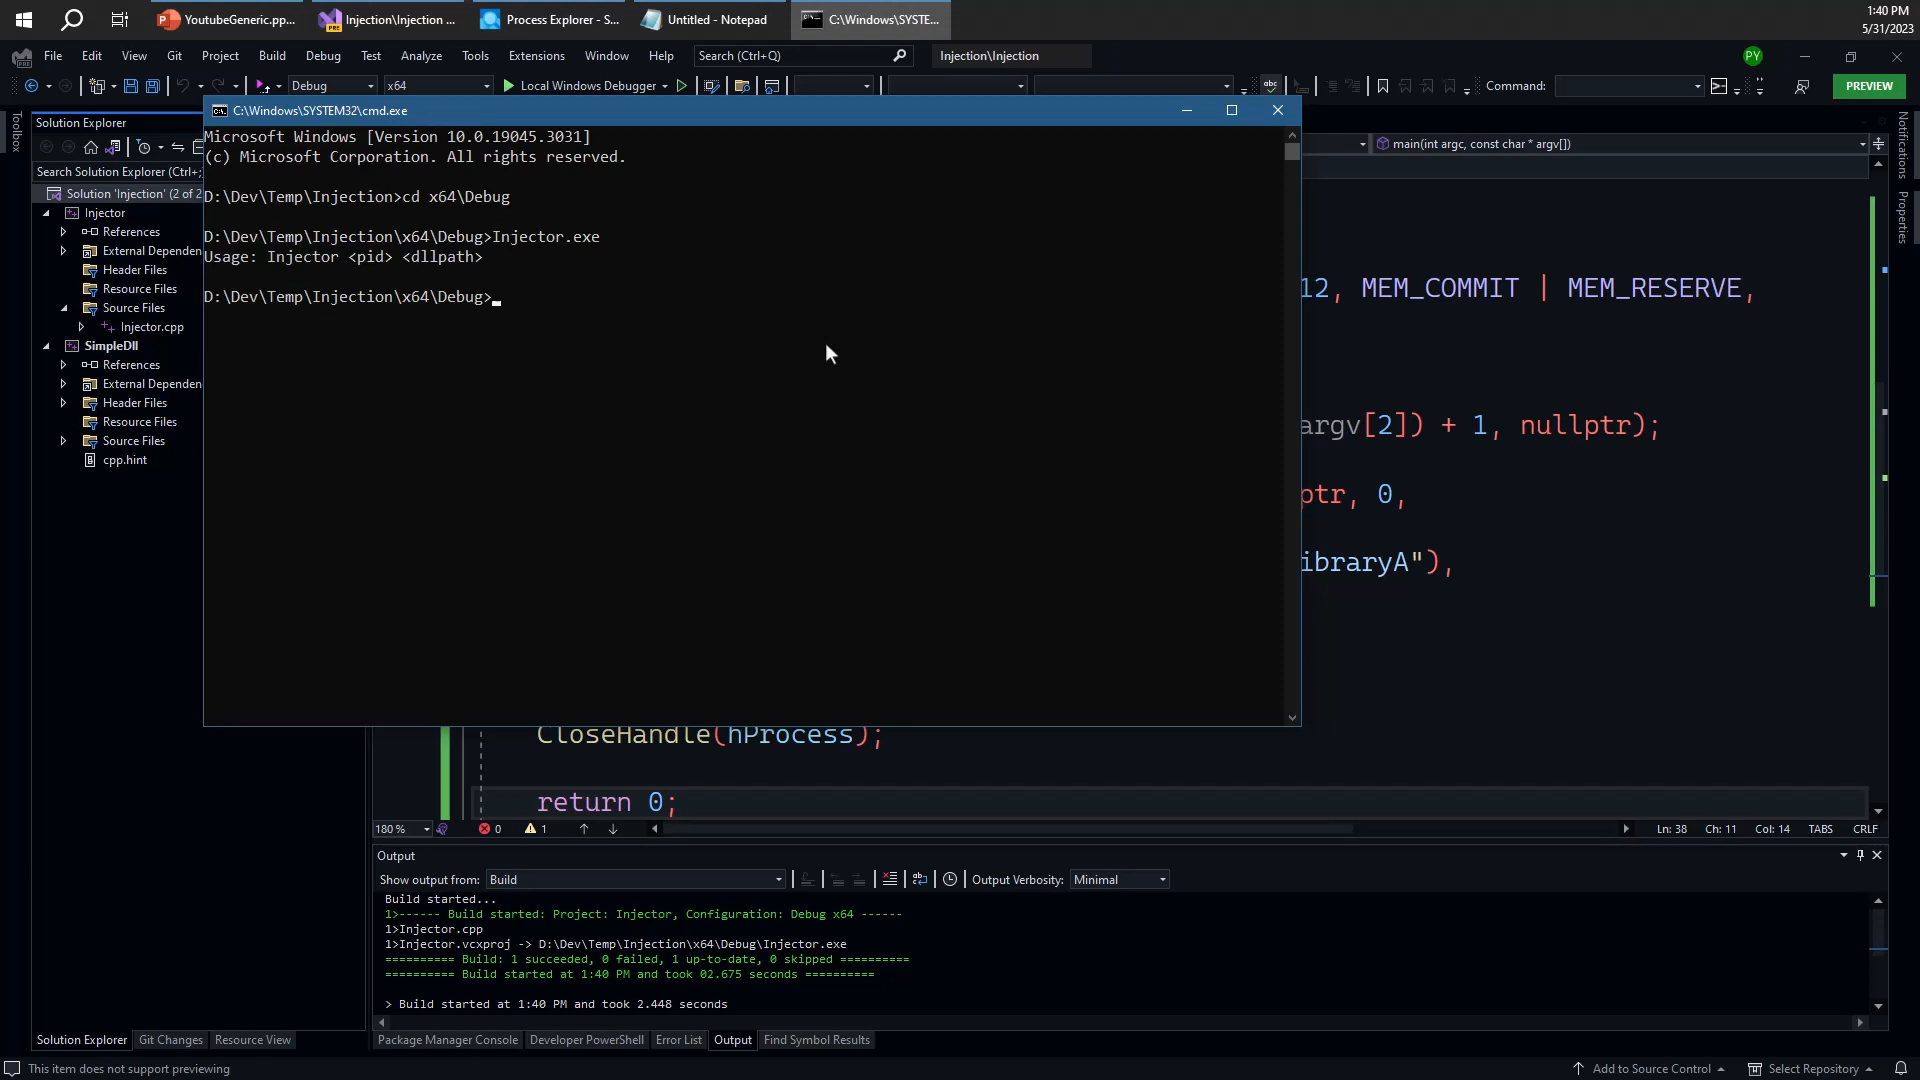 YoutubeGeneric.pp...
Injection\Injection ...
Process Explorer - S...
Untitled - Notepad
C:\Windows\SYSTE...
1:40 PM
5/31/2023
File
Edit
View
Git
Project
Build
Debug
Test
Analyze
Tools
Extensions
Window
Help
Search (Ctrl+Q)
Injection\Injection
PY
Debug
x64
Local Windows Debugger
Command:
PREVIEW
Toolbox
Solution Explorer
Search Solution Explorer (Ctrl+;
Solution 'Injection' (2 of 2
Injector
References
External Dependen
Header Files
Resource Files
Source Files
Injector.cpp
SimpleDll
References
External Dependen
Header Files
Resource Files
Source Files
cpp.hint
C:\Windows\SYSTEM32\cmd.exe
Microsoft Windows [Version 10.0.19045.3031]
(c) Microsoft Corporation. All rights reserved.
D:\Dev\Temp\Injection>cd x64\Debug
D:\Dev\Temp\Injection\x64\Debug>Injector.exe
Usage: Injector <pid> <dllpath>
D:\Dev\Temp\Injection\x64\Debug>
main(int argc, const char * argv[])
12, MEM_COMMIT | MEM_RESERVE,
argv[2]) + 1, nullptr);
ptr, 0,
ibraryA"),
CloseHandle(hProcess);
return 0;
Notifications
Properties
180 %
0
1
Ln: 38
Ch: 11
Col: 14
TABS
CRLF
Output
Show output from:
Build
Output Verbosity:
Minimal
Build started...
1>------ Build started: Project: Injector, Configuration: Debug x64 ------
1>Injector.cpp
1>Injector.vcxproj -> D:\Dev\Temp\Injection\x64\Debug\Injector.exe
========== Build: 1 succeeded, 0 failed, 1 up-to-date, 0 skipped ==========
========== Build started at 1:40 PM and took 02.675 seconds ==========
> Build started at 1:40 PM and took 2.448 seconds
Solution Explorer
Git Changes
Resource View
Package Manager Console
Developer PowerShell
Error List
Output
Find Symbol Results
This item does not support previewing
Add to Source Control
Select Repository